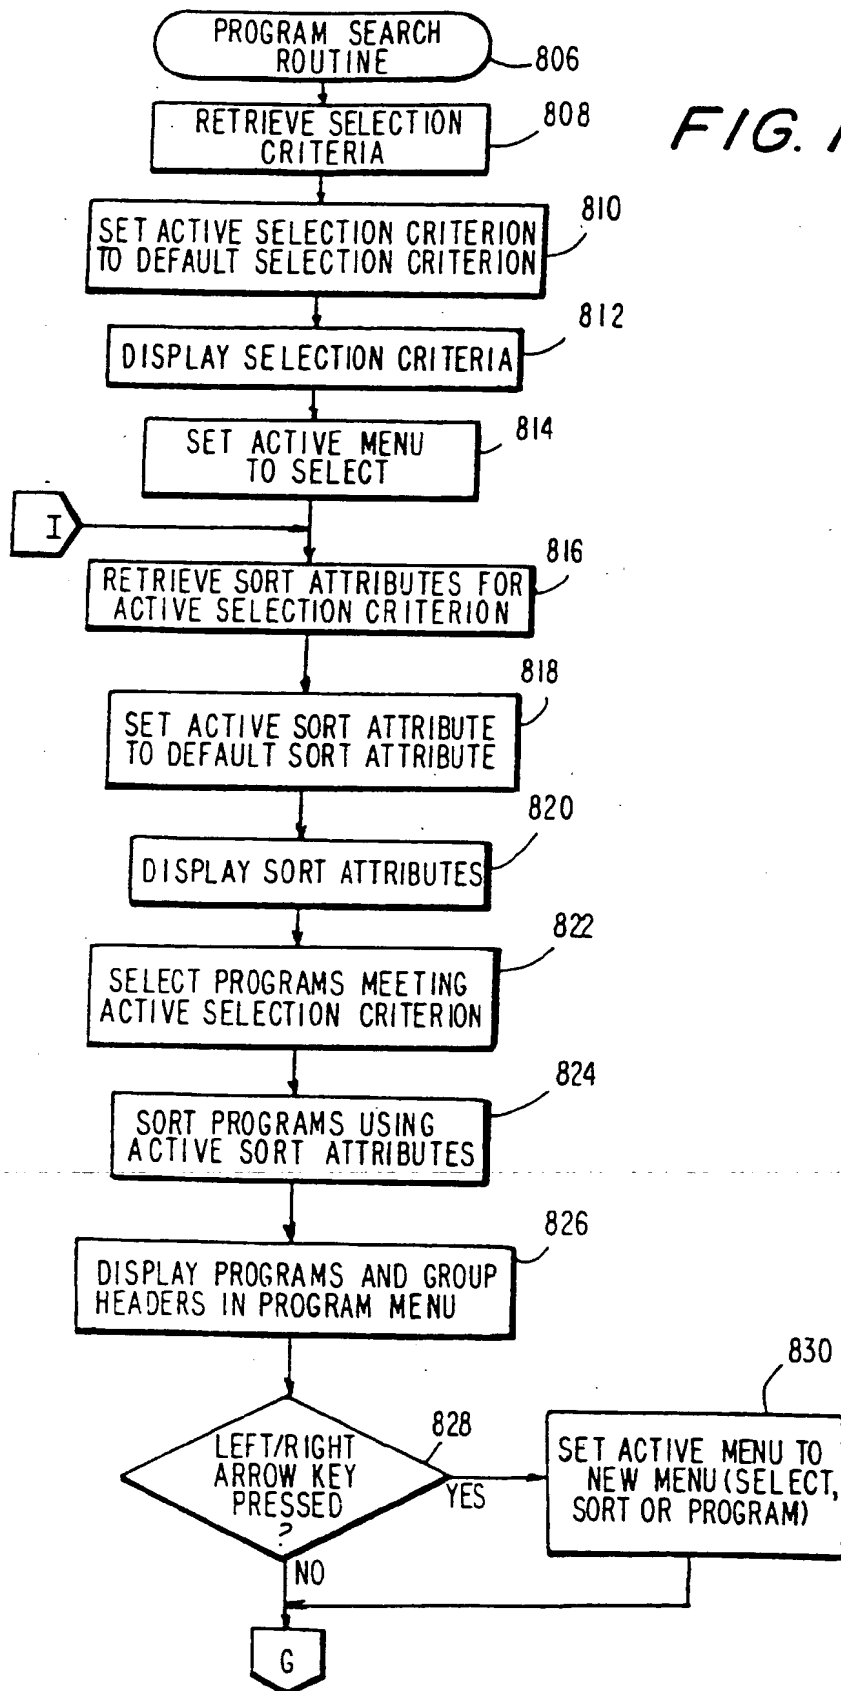 PROGRAM SEARCH
ROUTINE
806
RETRIEVE SELECTION
CRITERIA
808
FIG. 1
SET ACTIVE SELECTION CRITERION
TO DEFAULT SELECTION CRITERION
810
DISPLAY SELECTION CRITERIA
812
SET ACTIVE MENU
TO SELECT
814
I
RETRIEVE SORT ATTRIBUTES FOR
ACTIVE SELECTION CRITERION
816
SET ACTIVE SORT ATTRIBUTE
TO DEFAULT SORT ATTRIBUTE
818
DISPLAY SORT ATTRIBUTES
820
SELECT PROGRAMS MEETING
ACTIVE SELECTION CRITERION
822
SORT PROGRAMS USING
ACTIVE SORT ATTRIBUTES
824
DISPLAY PROGRAMS AND GROUP
HEADERS IN PROGRAM MENU
826
LEFT/RIGHT
ARROW KEY
PRESSED
?
828
YES
SET ACTIVE MENU TO
NEW MENU (SELECT,
SORT OR PROGRAM)
830
NO
G